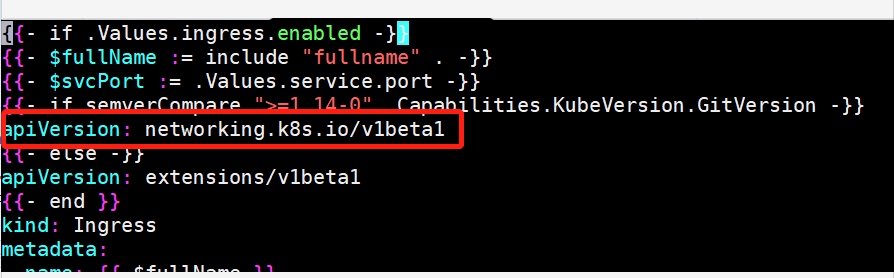 {{- if .Values.ingress.enabled -}}
{{- $fullName := include "fullname" . -}}
{{- $svcPort := .Values.service.port -}}
{{- if semverCompare ">=1.14-0" .Capabilities.KubeVersion.GitVersion -}}
apiVersion: networking.k8s.io/v1beta1
{{- else -}}
apiVersion: extensions/v1beta1
{{- end }}
kind: Ingress
metadata:
name: {{ $fullName }}